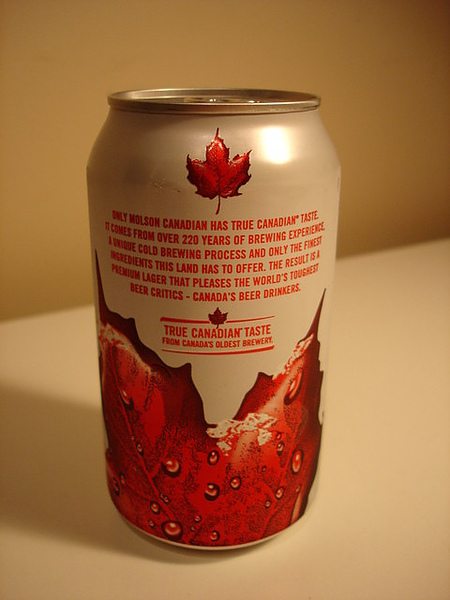 ONLY MOLSON CANADIAN HAS TRUE CANADIAN™ TASTE.
IT COMES FROM OVER 220 YEARS OF BREWING EXPERIENCE,
A UNIQUE COLD BREWING PROCESS AND ONLY THE FINEST
INGREDIENTS THIS LAND HAS TO OFFER. THE RESULT IS A
PREMIUM LAGER THAT PLEASES THE WORLD'S TOUGHEST
BEER CRITICS - CANADA'S BEER DRINKERS.
TRUE CANADIAN™ TASTE
FROM CANADA'S OLDEST BREWERY.